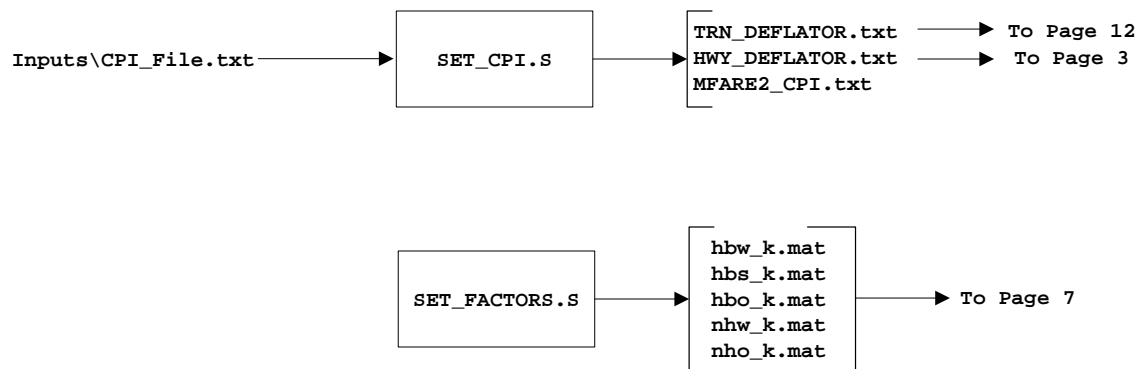 TRN_DEFLATOR.txt To Page 12
Inputs\CPI_File.txt SET_CPI.S HWY_DEFLATOR.txt To Page 3
MFARE2_CPI.txt
hbw_k.mat
hbs_k.mat
SET_FACTORS.S hbo_k.mat To Page 7
nhw_k.mat
nho_k.mat